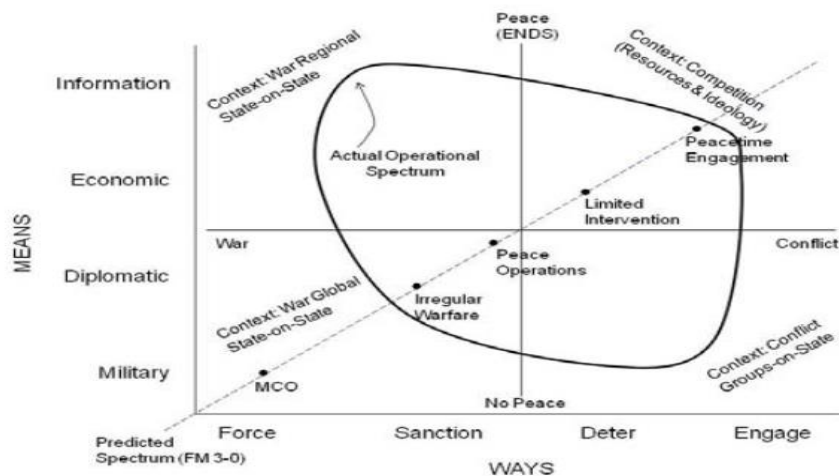 Peace
(ENDS)
Context: War Regional
State-on-State
Context: Competition
(Resources & Ideology)
Information
Actual Operational
Spectrum
Peacetime
Engagement
Economic
Limited
Intervention
MEANS
War
Conflict
Peace
Operations
Diplomatic
Context: War Global
State-on-State
Irregular
Warfare
Context: Conflict
Groups-on-State
Military
MCO
No Peace
Predicted
Spectrum (FM 3-0)
Force
Sanction
Deter
Engage
WAYS